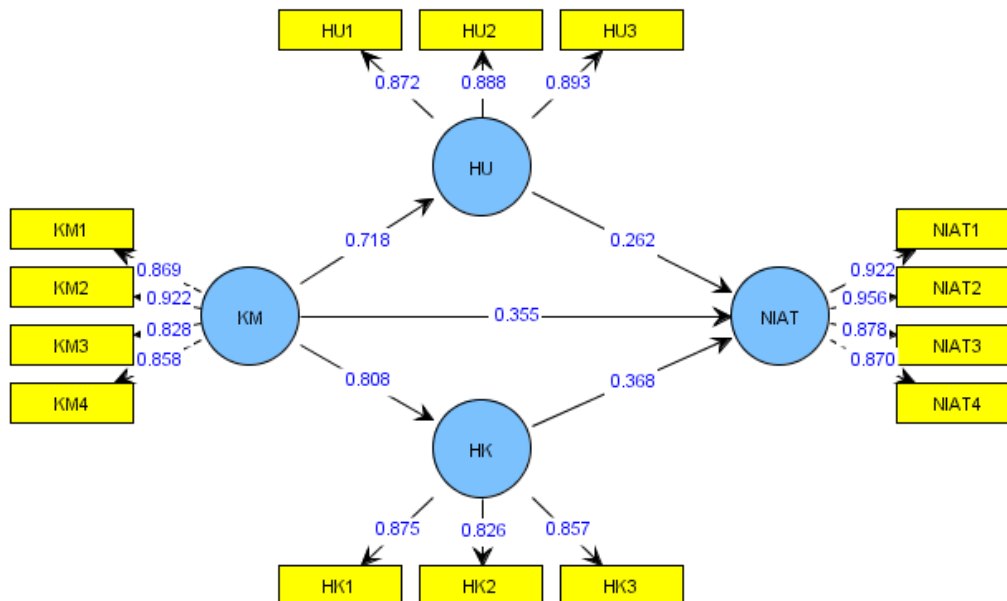 HU1 HU2 HU3
0.872 0.888 0.893
HU
KM1
KM2
KM3
KM4
0.869
0.922
0.828
0.858
KM
0.718
0.262
0.355
0.808
0.368
NIAT
0.922
0.956
0.878
0.870
NIAT1
NIAT2
NIAT3
NIAT4
HK
0.875 0.826 0.857
HK1 HK2 HK3